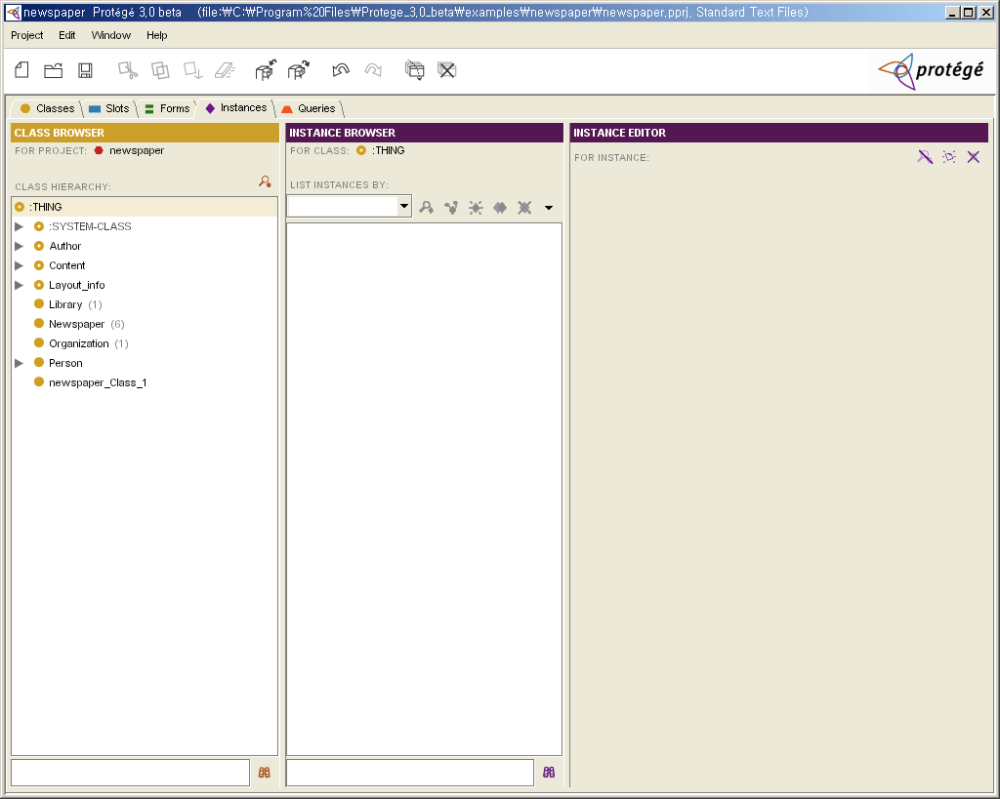 newspaper Protégé 3.0 beta (file:₩C:₩Program%20Files₩Protege_3.0_beta₩examples₩newspaper₩newspaper.pprj, Standard Text Files)
Project Edit Window Help
protégé
Classes Slots Forms Instances Queries
CLASS BROWSER
FOR PROJECT: newspaper
CLASS HIERARCHY:
:THING
:SYSTEM-CLASS
Author
Content
Layout_info
Library (1)
Newspaper (6)
Organization (1)
Person
newspaper_Class_1
INSTANCE BROWSER
FOR CLASS: :THING
LIST INSTANCES BY:
INSTANCE EDITOR
FOR INSTANCE: